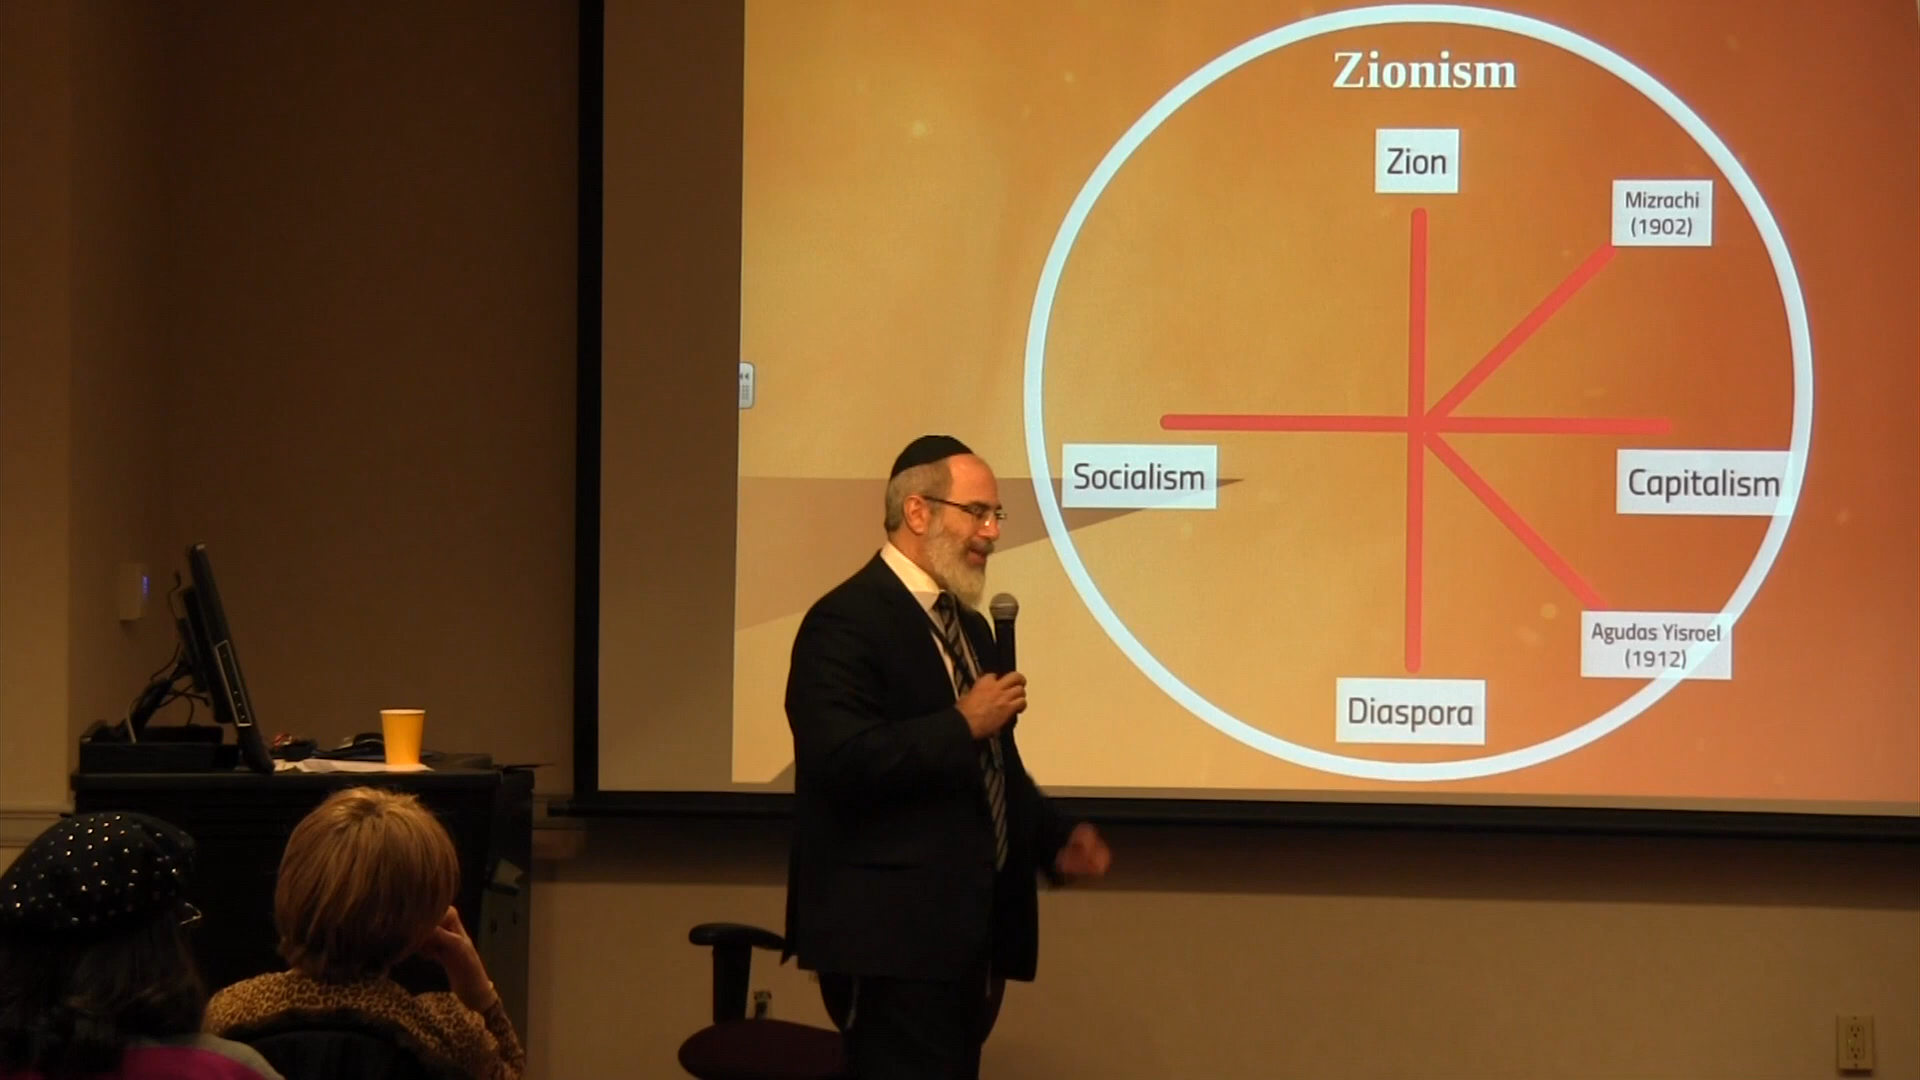 Zionism
Zion
Mizrachi
(1902)
Socialism
Capitalism
Agudas Yisroel
(1912)
Diaspora